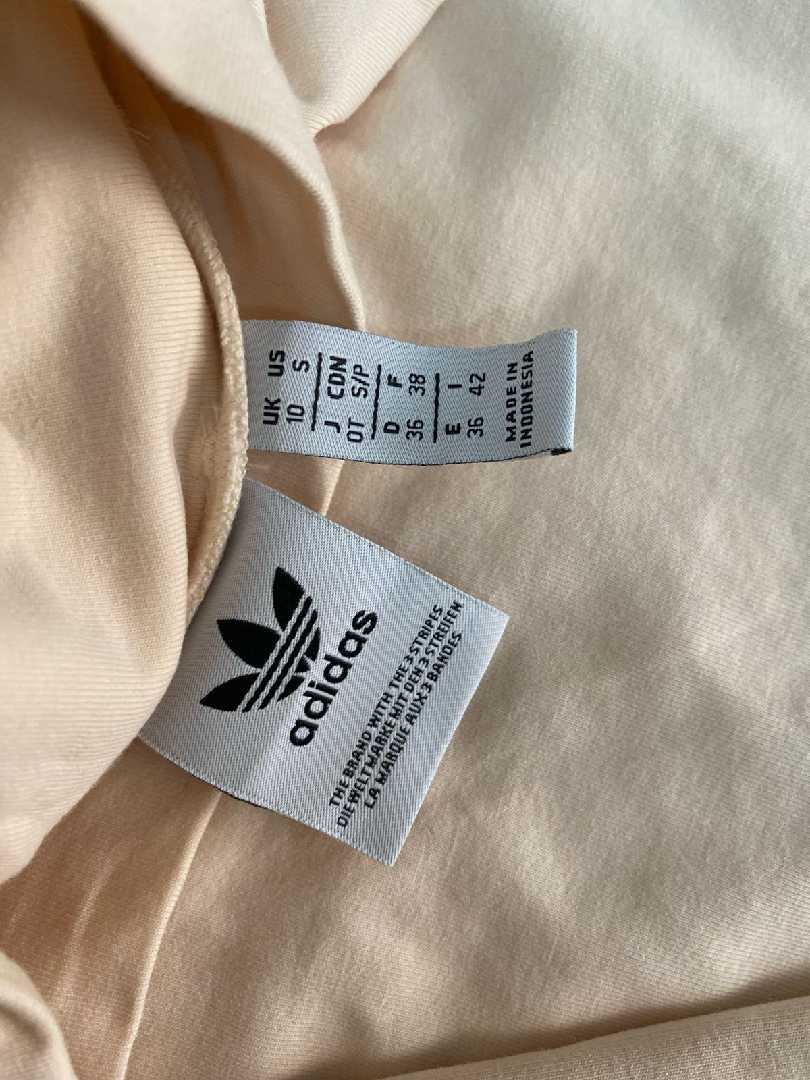 UK US
10 S
J CDN
OT S/P
D F
36 38
E I
36 42
MADE IN
INDONESIA
adidas
THE BRAND WITH THE 3 STRIPES
DIE WELTMARKE MIT DEN 3 STREIFEN
LA MARQUE AUX 3 BANDES